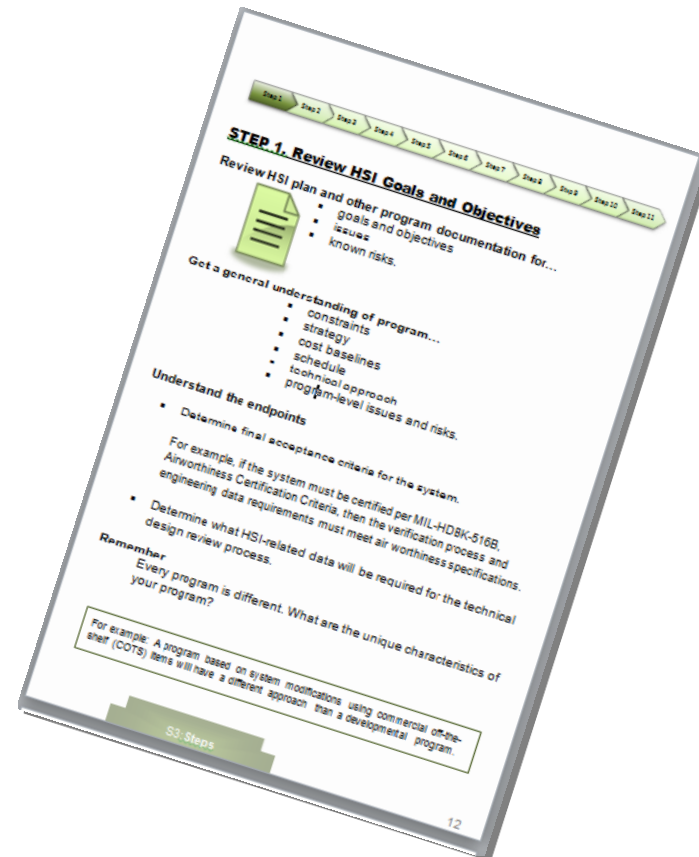 Step 1 Step 2 Step 3 Step 4 Step 5 Step 6 Step 7 Step 8 Step 9 Step 10 Step 11
STEP 1. Review HSI Goals and Objectives
Review HSI plan and other program documentation for...
▪ goals and objectives
▪ issues
▪ known risks.
Get a general understanding of program...
▪ constraints
▪ strategy
▪ cost baselines
▪ schedule
▪ technical approach
▪ program-level issues and risks.
Understand the endpoints
▪ Determine final acceptance criteria for the system.
For example, if the system must be certified per MIL-HDBK-516B,
Airworthiness Certification Criteria, then the verification process and
engineering data requirements must meet air worthiness specifications.
▪ Determine what HSI-related data will be required for the technical
design review process.
Remember
Every program is different. What are the unique characteristics of
your program?
For example: A program based on system modifications using commercial off-the-
shelf (COTS) items will have a different approach than a developmental program.
S3:Steps
12